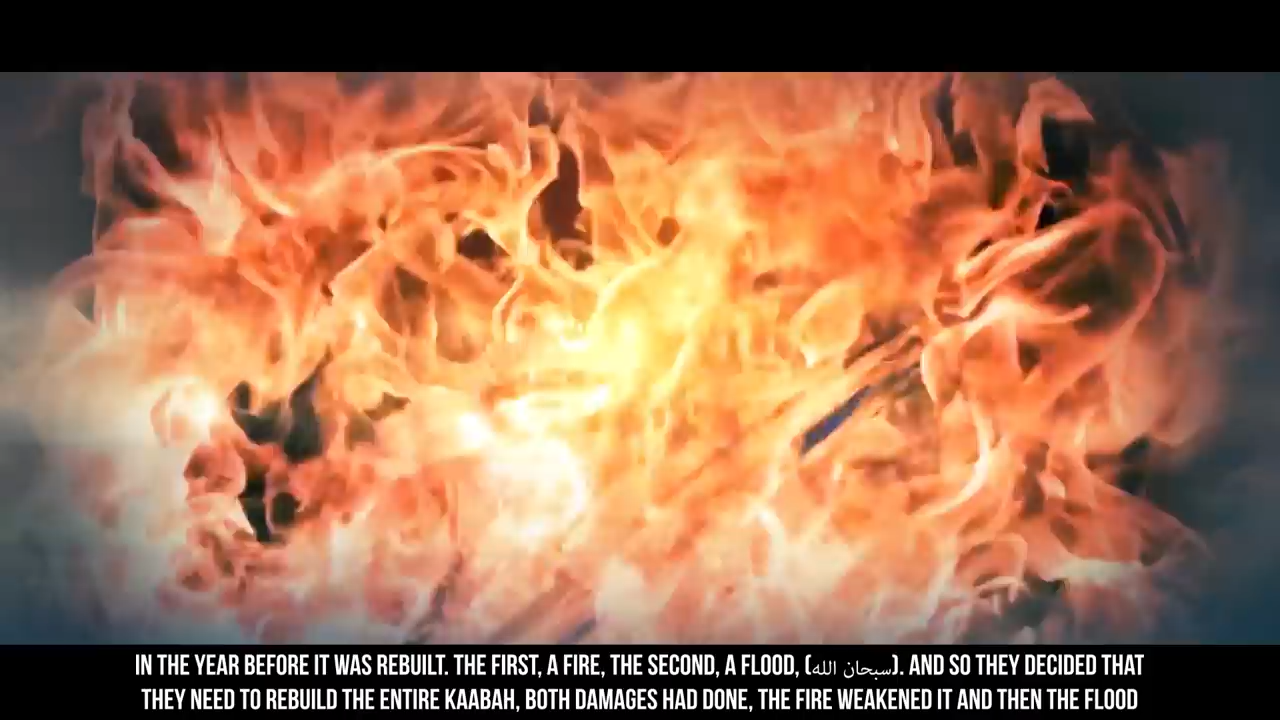 IN THE YEAR BEFORE IT WAS REBUILT. THE FIRST, A FIRE, THE SECOND, A FLOOD, (سبحان الله). AND SO THEY DECIDED THAT
THEY NEED TO REBUILD THE ENTIRE KAABAH, BOTH DAMAGES HAD DONE, THE FIRE WEAKENED IT AND THEN THE FLOOD